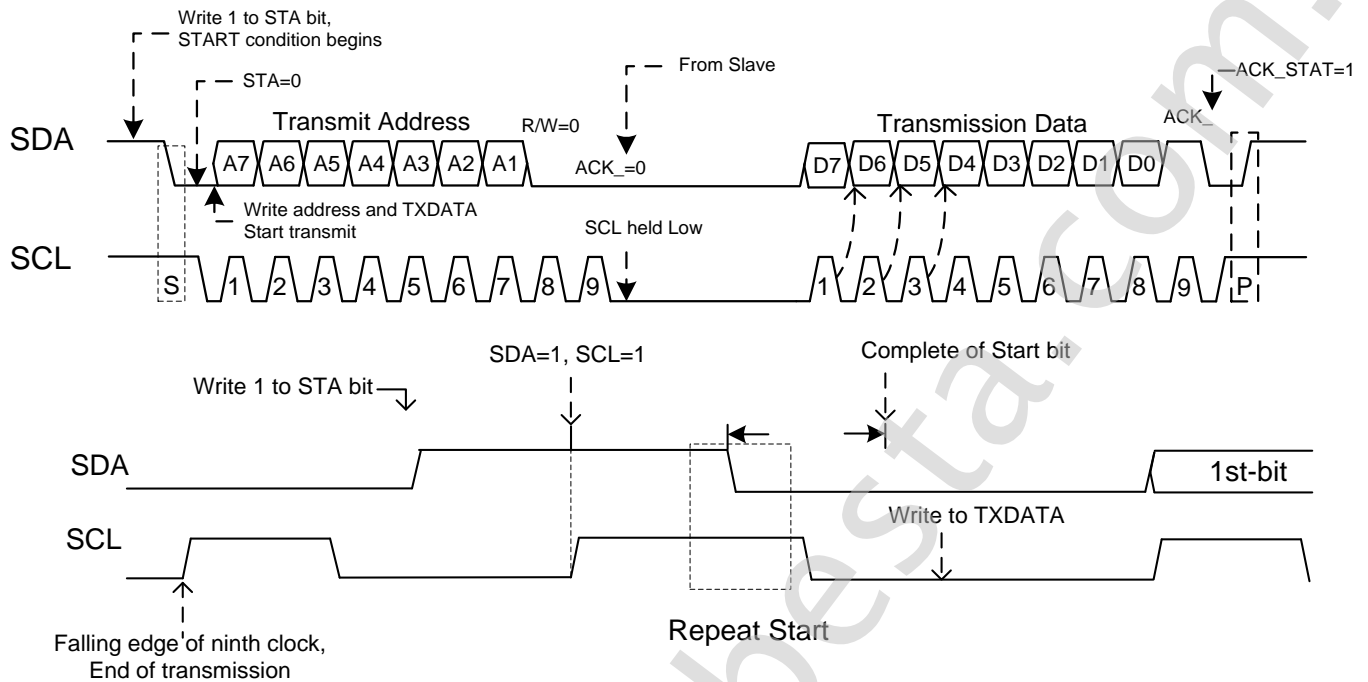 Write 1 to STA bit,
START condition begins
STA=0
From Slave
ACK_STAT=1
SDA
Transmit Address
R/W=0
ACK_=0
Transmission Data
ACK_
A7 A6 A5 A4 A3 A2 A1
D7 D6 D5 D4 D3 D2 D1 D0
Write address and TXDATA
Start transmit
SCL held Low
SCL
S 1 2 3 4 5 6 7 8 9 1 2 3 4 5 6 7 8 9 P
SDA=1, SCL=1
Complete of Start bit
Write 1 to STA bit
SDA
1st-bit
Write to TXDATA
SCL
Repeat Start
Falling edge of ninth clock,
End of transmission
besta.com.